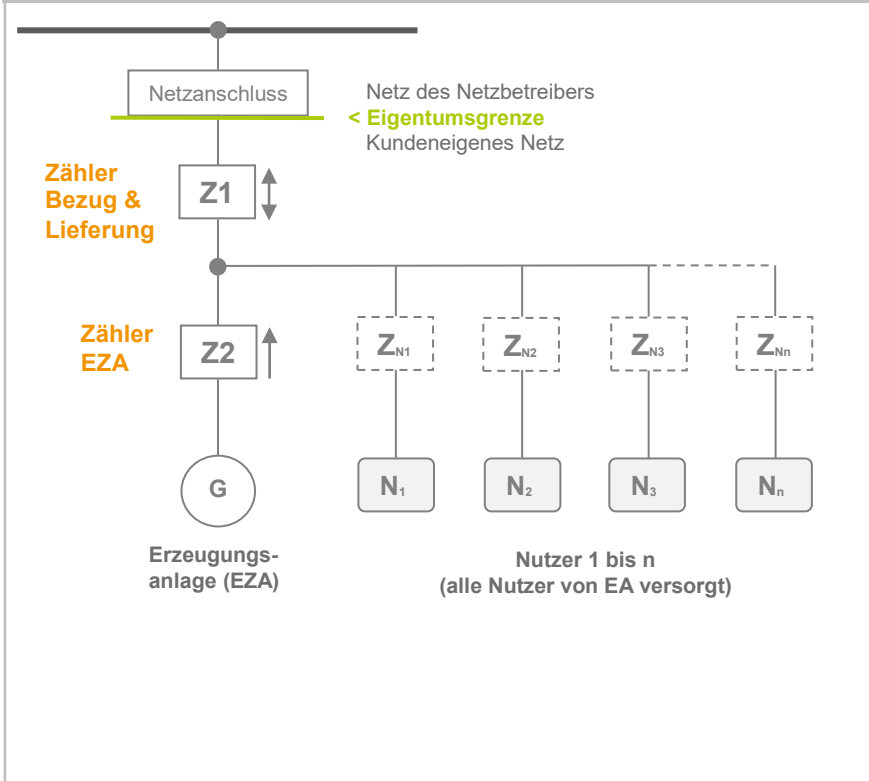 Netzanschluss
Netz des Netzbetreibers
< Eigentumsgrenze
Kundeneigenes Netz
Zähler
Bezug &
Lieferung
Z1
Zähler
EZA
Z2
ZN1
ZN2
ZN3
ZNn
G
N1
N2
N3
Nn
Erzeugungs-
anlage (EZA)
Nutzer 1 bis n
(alle Nutzer von EA versorgt)